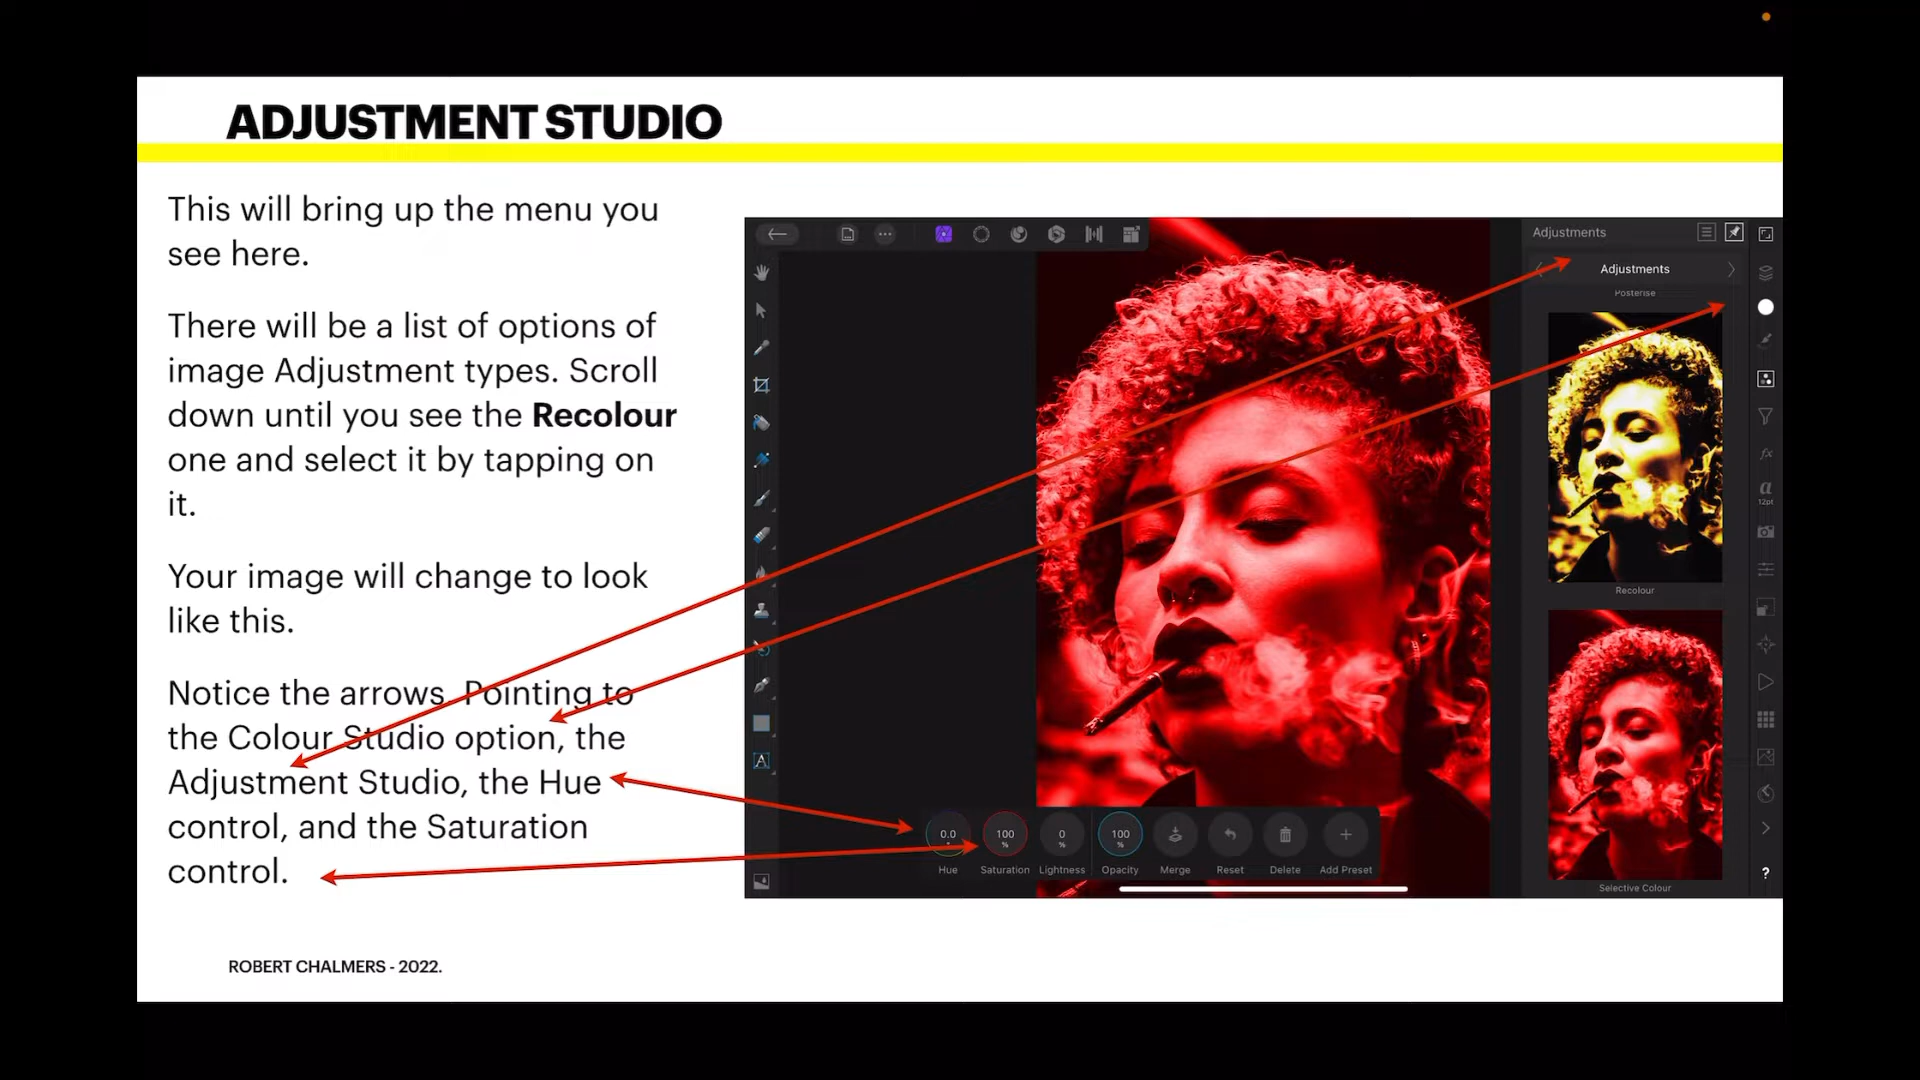 ADJUSTMENT STUDIO
This will bring up the menu you
see here.
There will be a list of options of
image Adjustment types. Scroll
down until you see the Recolour
one and select it by tapping on
it.
Your image will change to look
like this.
Notice the arrows. Pointing to
the Colour Studio option, the
Adjustment Studio, the Hue
control, and the Saturation
control.
ROBERT CHALMERS - 2022.
Adjustments
Adjustments
Posterise
Recolour
Selective Colour
fx
a
12pt
?
A
0.0
°
Hue
100
%
Saturation
0
%
Lightness
100
%
Opacity
Merge
Reset
Delete
Add Preset